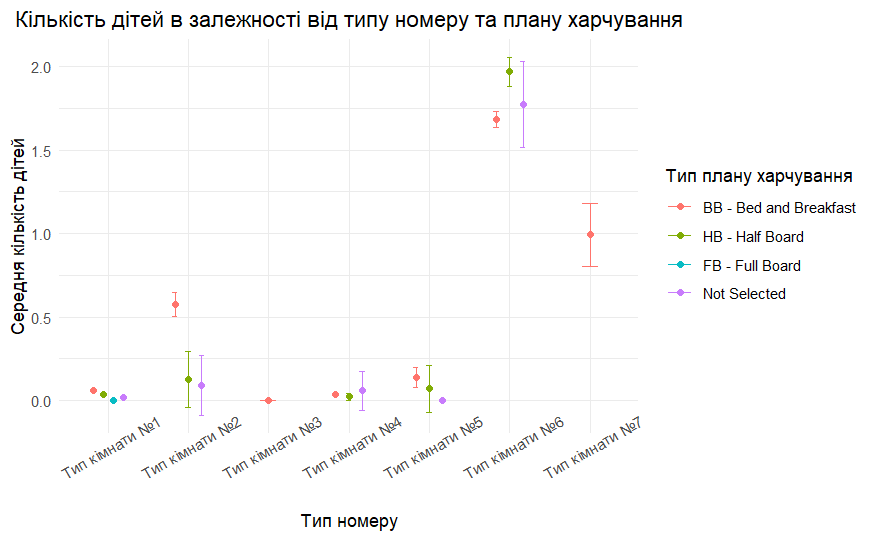 Кількість дітей в залежності від типу номеру та плану харчування
Середня кількість дітей
2.0
1.5
1.0
0.5
0.0
Тип кімнати №1
Тип кімнати №2
Тип кімнати №3
Тип кімнати №4
Тип кімнати №5
Тип кімнати №6
Тип кімнати №7
Тип номеру
Тип плану харчування
BB - Bed and Breakfast
HB - Half Board
FB - Full Board
Not Selected